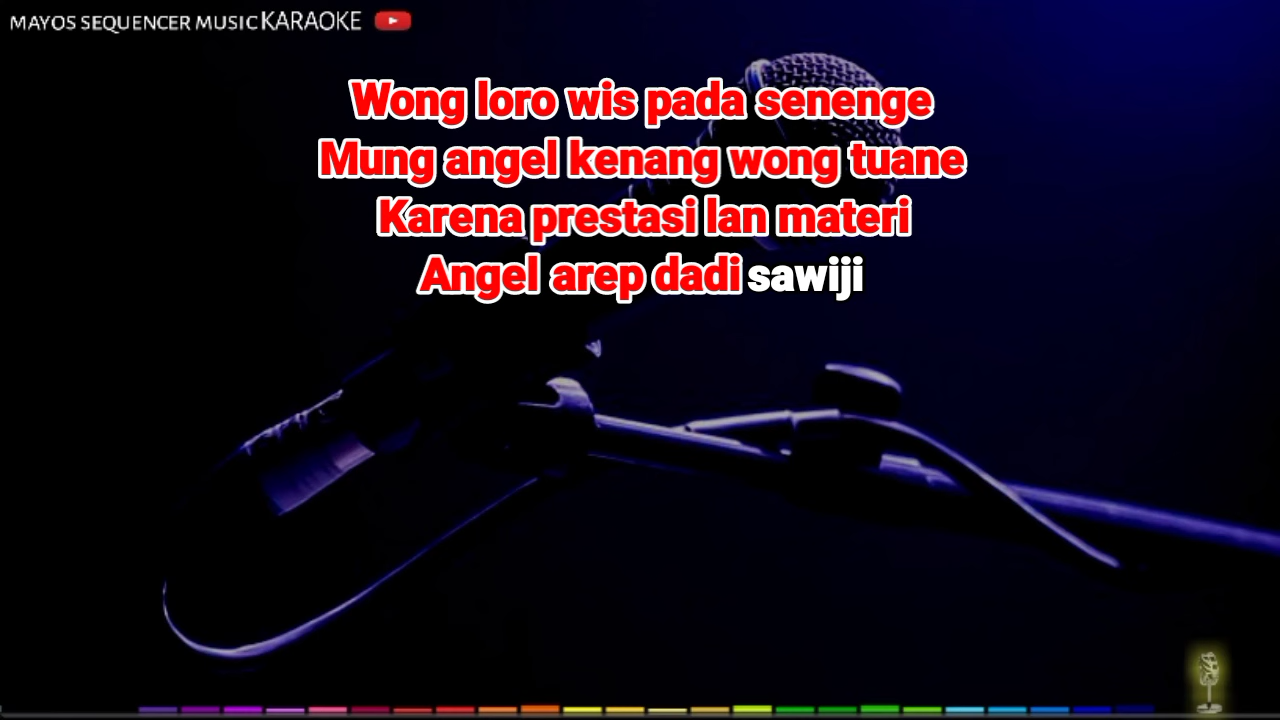 MAYOS SEQUENCER MUSIC KARAOKE
Wong loro wis pada senenge
Mung angel kenang wong tuane
Karena prestasi lan materi
Angel arep dadi sawiji